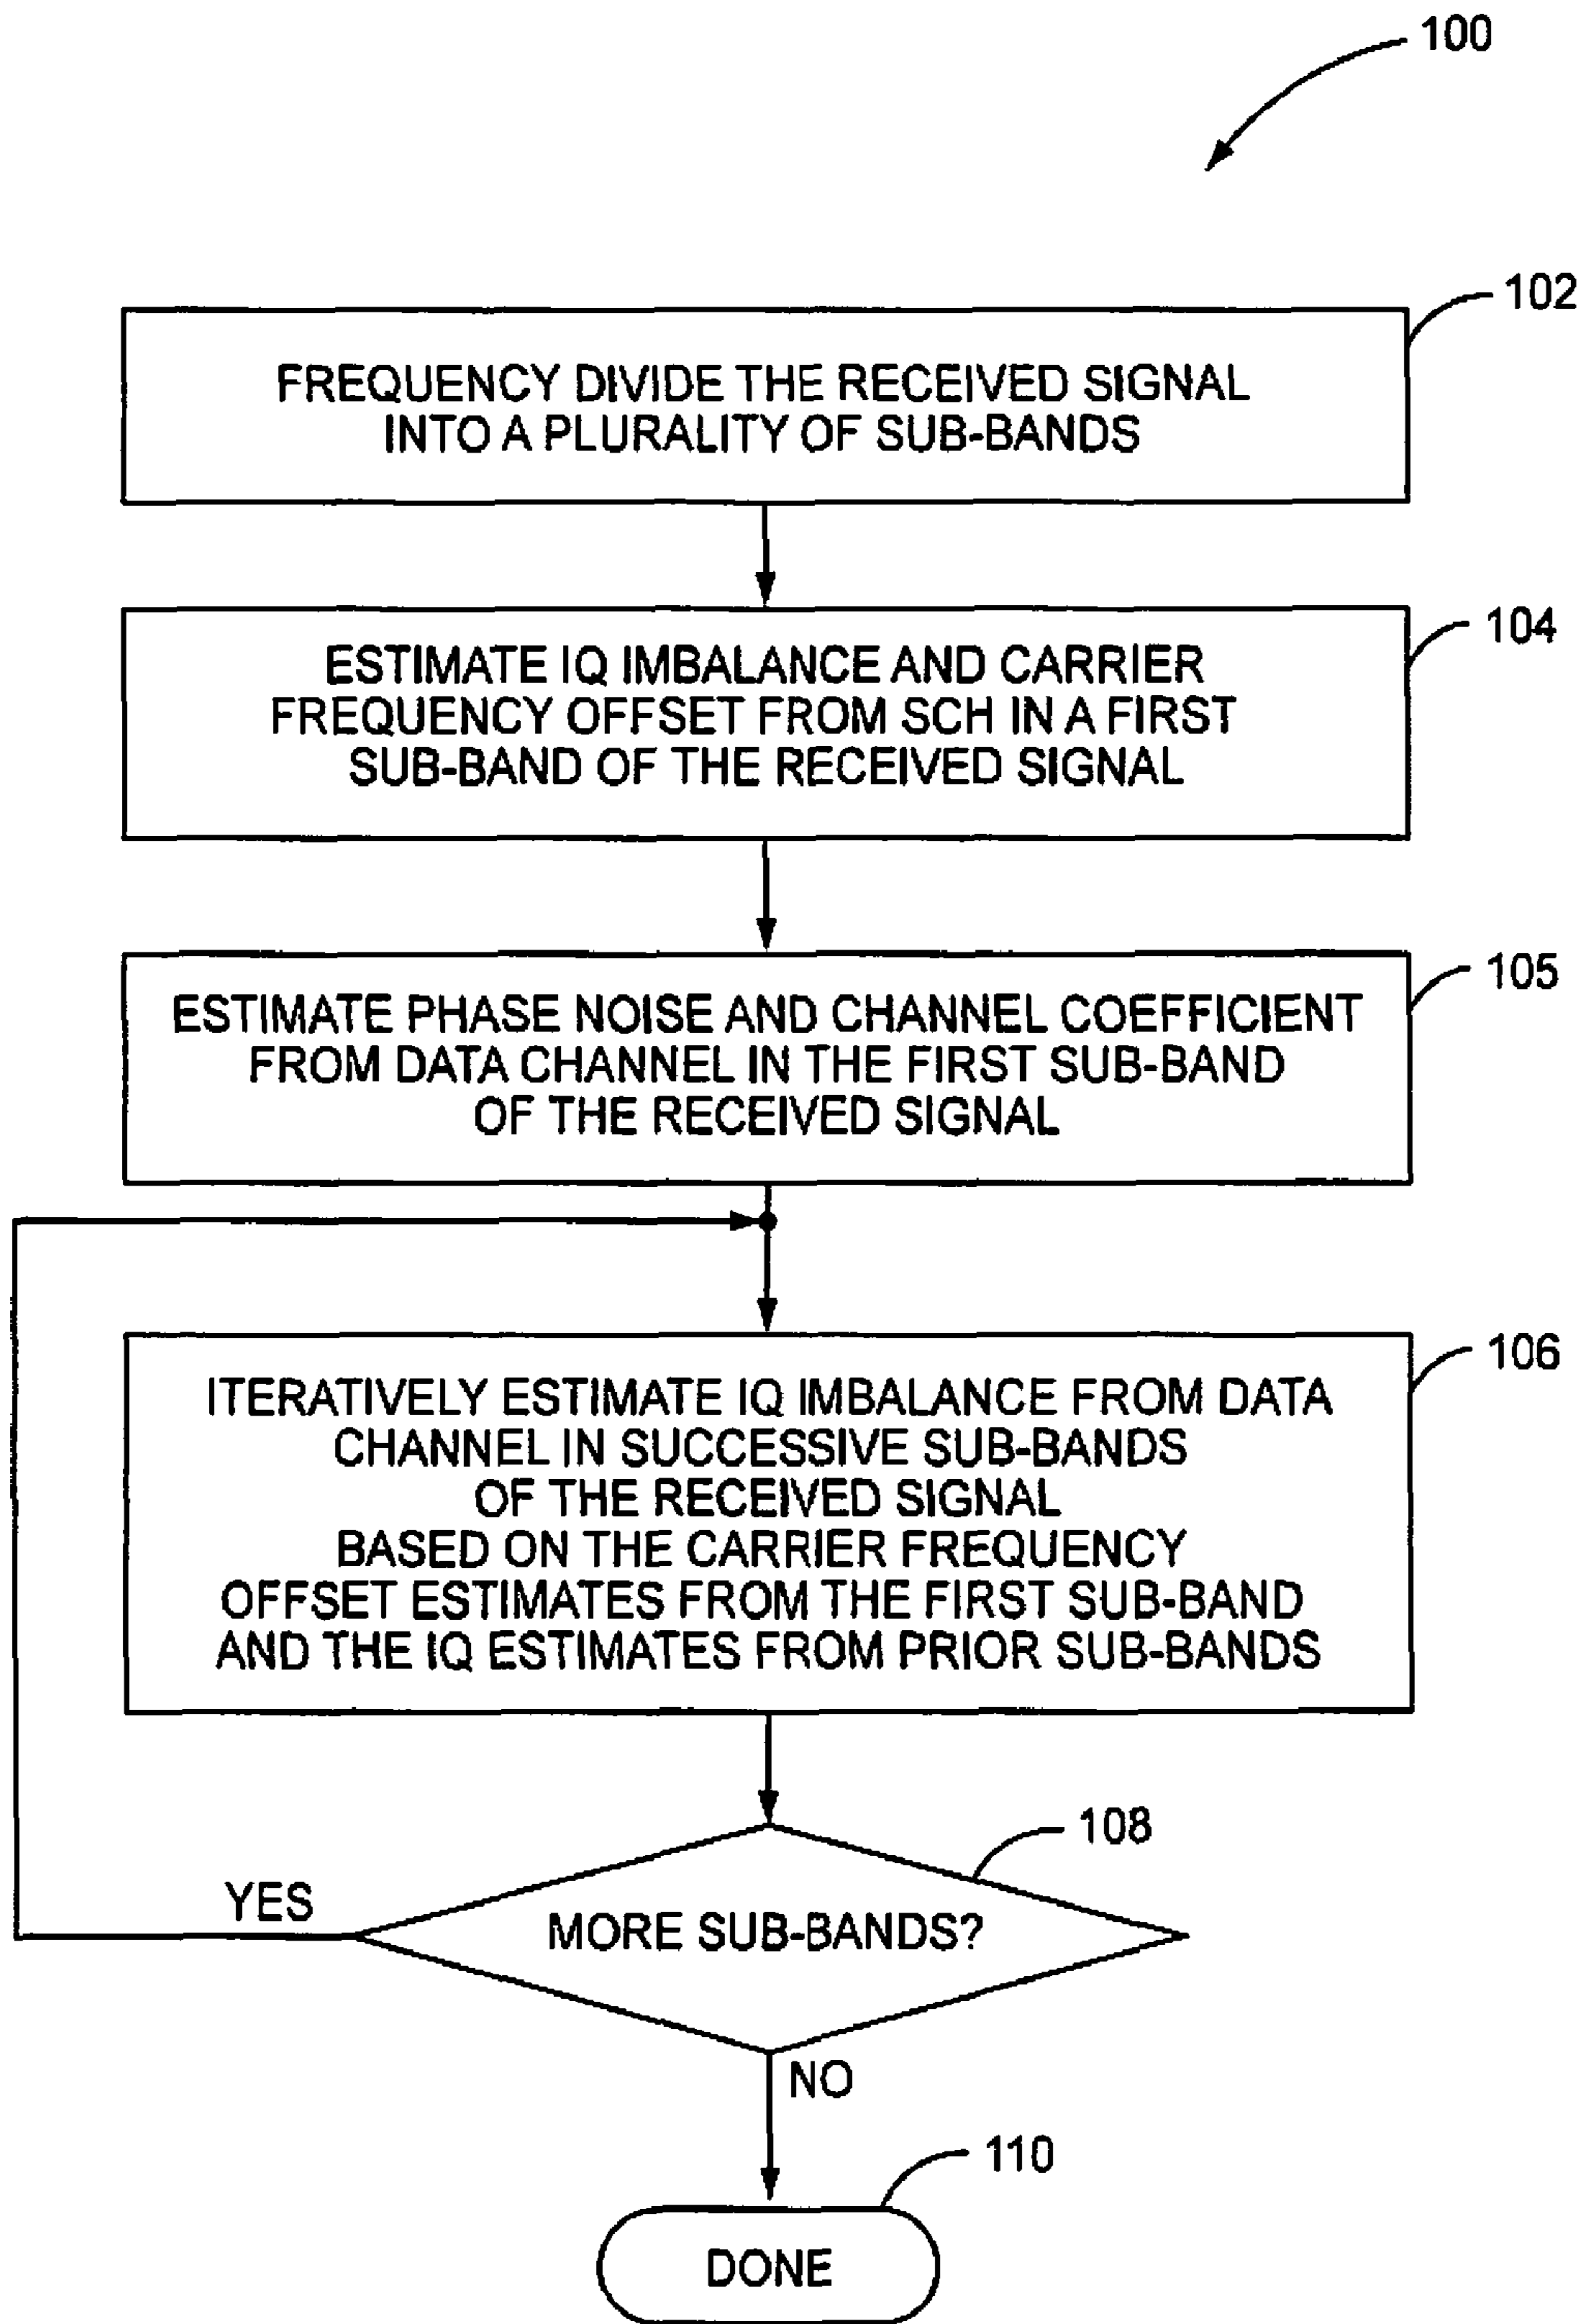 100
102
FREQUENCY DIVIDE THE RECEIVED SIGNAL
INTO A PLURALITY OF SUB-BANDS
104
ESTIMATE IQ IMBALANCE AND CARRIER
FREQUENCY OFFSET FROM SCH IN A FIRST
SUB-BAND OF THE RECEIVED SIGNAL
105
ESTIMATE PHASE NOISE AND CHANNEL COEFFICIENT
FROM DATA CHANNEL IN THE FIRST SUB-BAND
OF THE RECEIVED SIGNAL
106
ITERATIVELY ESTIMATE IQ IMBALANCE FROM DATA
CHANNEL IN SUCCESSIVE SUB-BANDS
OF THE RECEIVED SIGNAL
BASED ON THE CARRIER FREQUENCY
OFFSET ESTIMATES FROM THE FIRST SUB-BAND
AND THE IQ ESTIMATES FROM PRIOR SUB-BANDS
108
YES
MORE SUB-BANDS?
NO
110
DONE